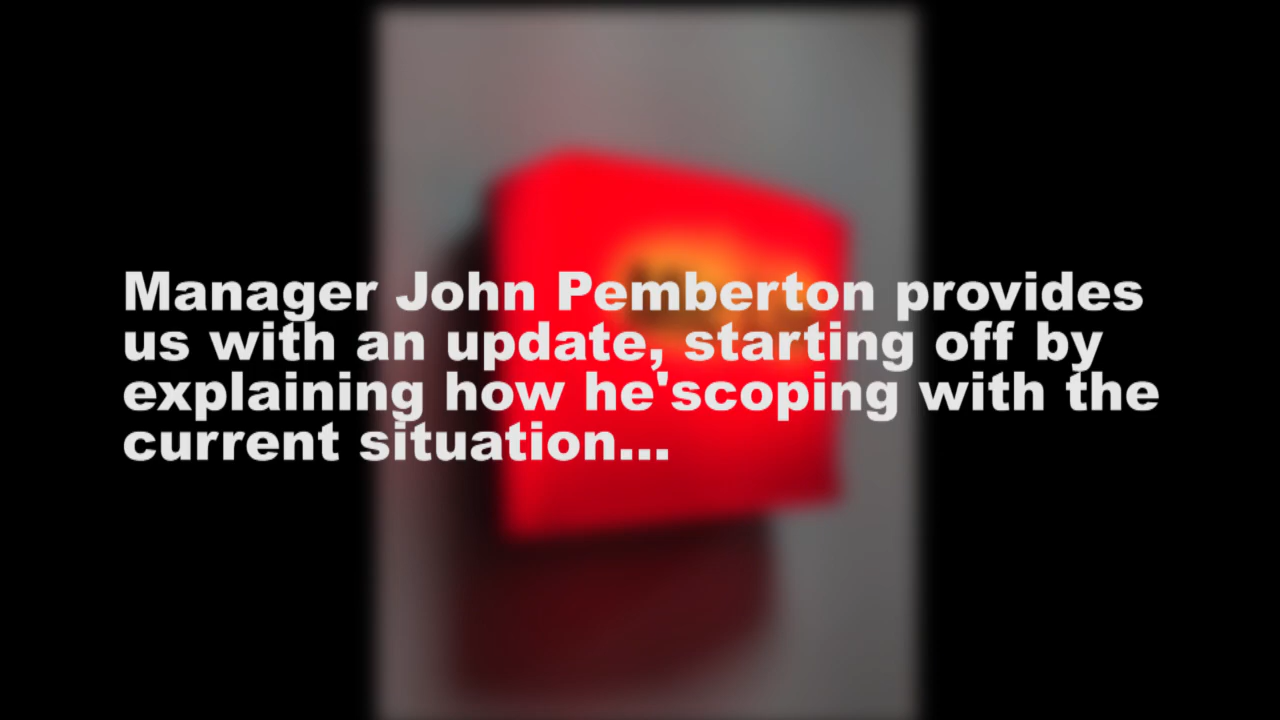 Manager John Pemberton provides
us with an update, starting off by
explaining how he'scoping with the
current situation...